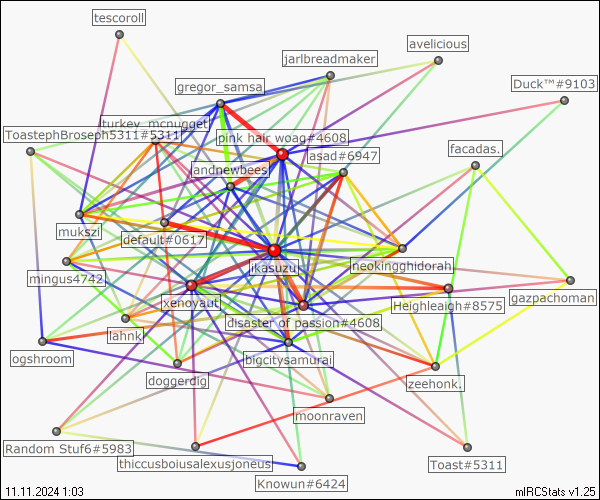 tescoroll
avelicious
jarlbreadmaker
Duck™#9103
gregor_samsa
turkey_mcnugget
ToastephBroseph5311#5311
pink hair woag#4608
facadas.
asad#6947
andnewbees
mukszi
default#0617
ikasuzu
neokingghidorah
mingus4742
xenoyaut
gazpachoman
Heighleaigh#8575
disaster of passion#4608
lahnk
ogshroom
bigcitysamurai
doggerdig
zeehonk.
moonraven
Random Stuf6#5983
thiccusboiusalexusjoneus
Toast#5311
Knowun#6424
11.11.2024 1:03
mIRCStats v1.25